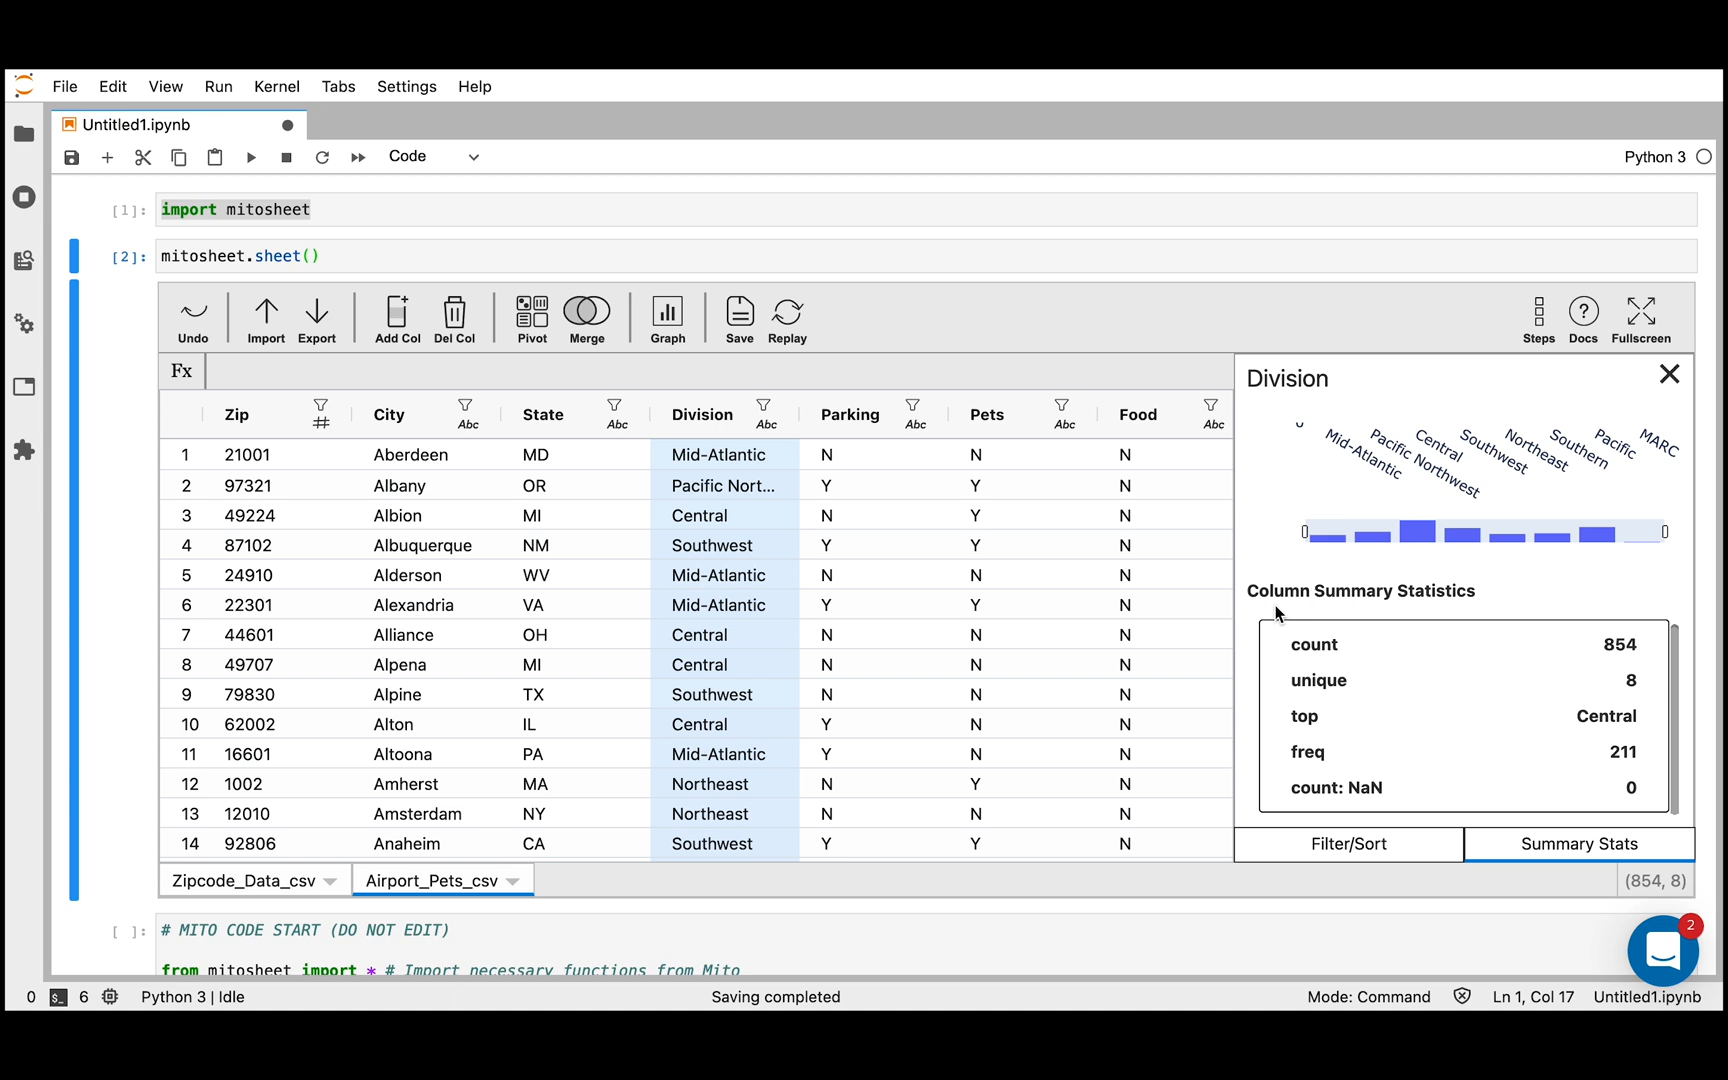 File Edit View Run Kernel Tabs Settings Help
Untitled1.ipynb
Code
Python 3
[1]: import mitosheet
[2]: mitosheet.sheet()
Undo Import Export Add Col Del Col Pivot Merge Graph Save Replay Steps Docs Fullscreen
Fx
Zip # City Abc State Abc Division Abc Parking Abc Pets Abc Food Abc
1 21001 Aberdeen MD Mid-Atlantic N N N
2 97321 Albany OR Pacific Nort... Y Y N
3 49224 Albion MI Central N Y N
4 87102 Albuquerque NM Southwest Y Y N
5 24910 Alderson WV Mid-Atlantic N N N
6 22301 Alexandria VA Mid-Atlantic Y Y N
7 44601 Alliance OH Central N N N
8 49707 Alpena MI Central N N N
9 79830 Alpine TX Southwest N N N
10 62002 Alton IL Central Y N N
11 16601 Altoona PA Mid-Atlantic Y N N
12 1002 Amherst MA Northeast N Y N
13 12010 Amsterdam NY Northeast N N N
14 92806 Anaheim CA Southwest Y Y N
Division
0
Mid-Atlantic
Pacific Northwest
Central
Southwest
Northeast
Southern
Pacific
MARC
Column Summary Statistics
count 854
unique 8
top Central
freq 211
count: NaN 0
Filter/Sort Summary Stats
Zipcode_Data_csv Airport_Pets_csv (854, 8)
[ ]: # MITO CODE START (DO NOT EDIT)
from mitosheet import * # Import necessary functions from Mito
2
0 $_ 6 Python 3 | Idle Saving completed Mode: Command Ln 1, Col 17 Untitled1.ipynb